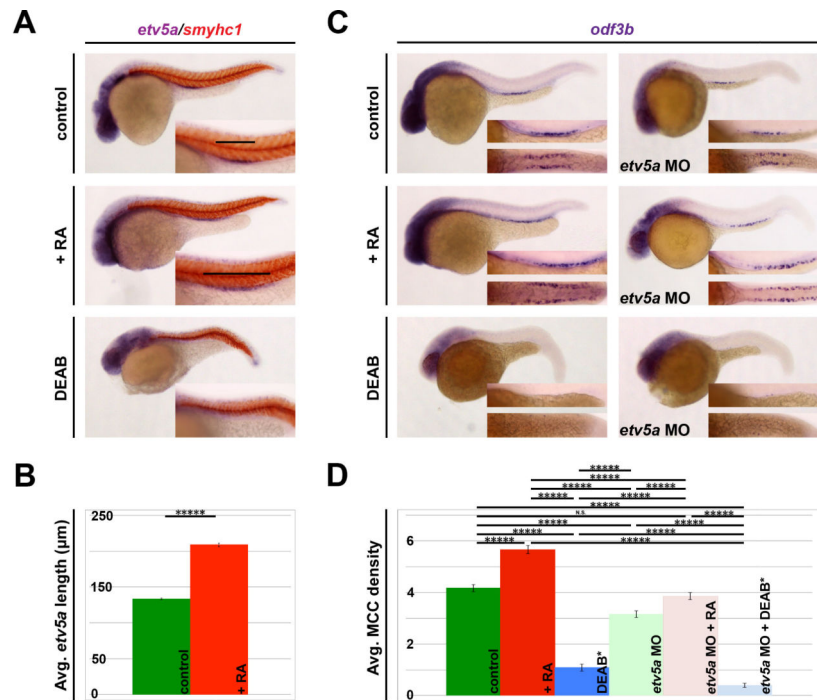 A
etv5a/smyhc1
control
+ RA
DEAB
C
odf3b
control
etv5a MO
+ RA
etv5a MO
DEAB
etv5a MO
B
Avg. etv5a length (µm)
250
150
50
0
*****
control
+ RA
D
*****
*****
***** *****
***** *****
*****
N.S. *****
***** *****
***** *****
***** *****
Avg. MCC density
6
4
2
0
control
+ RA
DEAB*
etv5a MO
etv5a MO + RA
etv5a MO + DEAB*